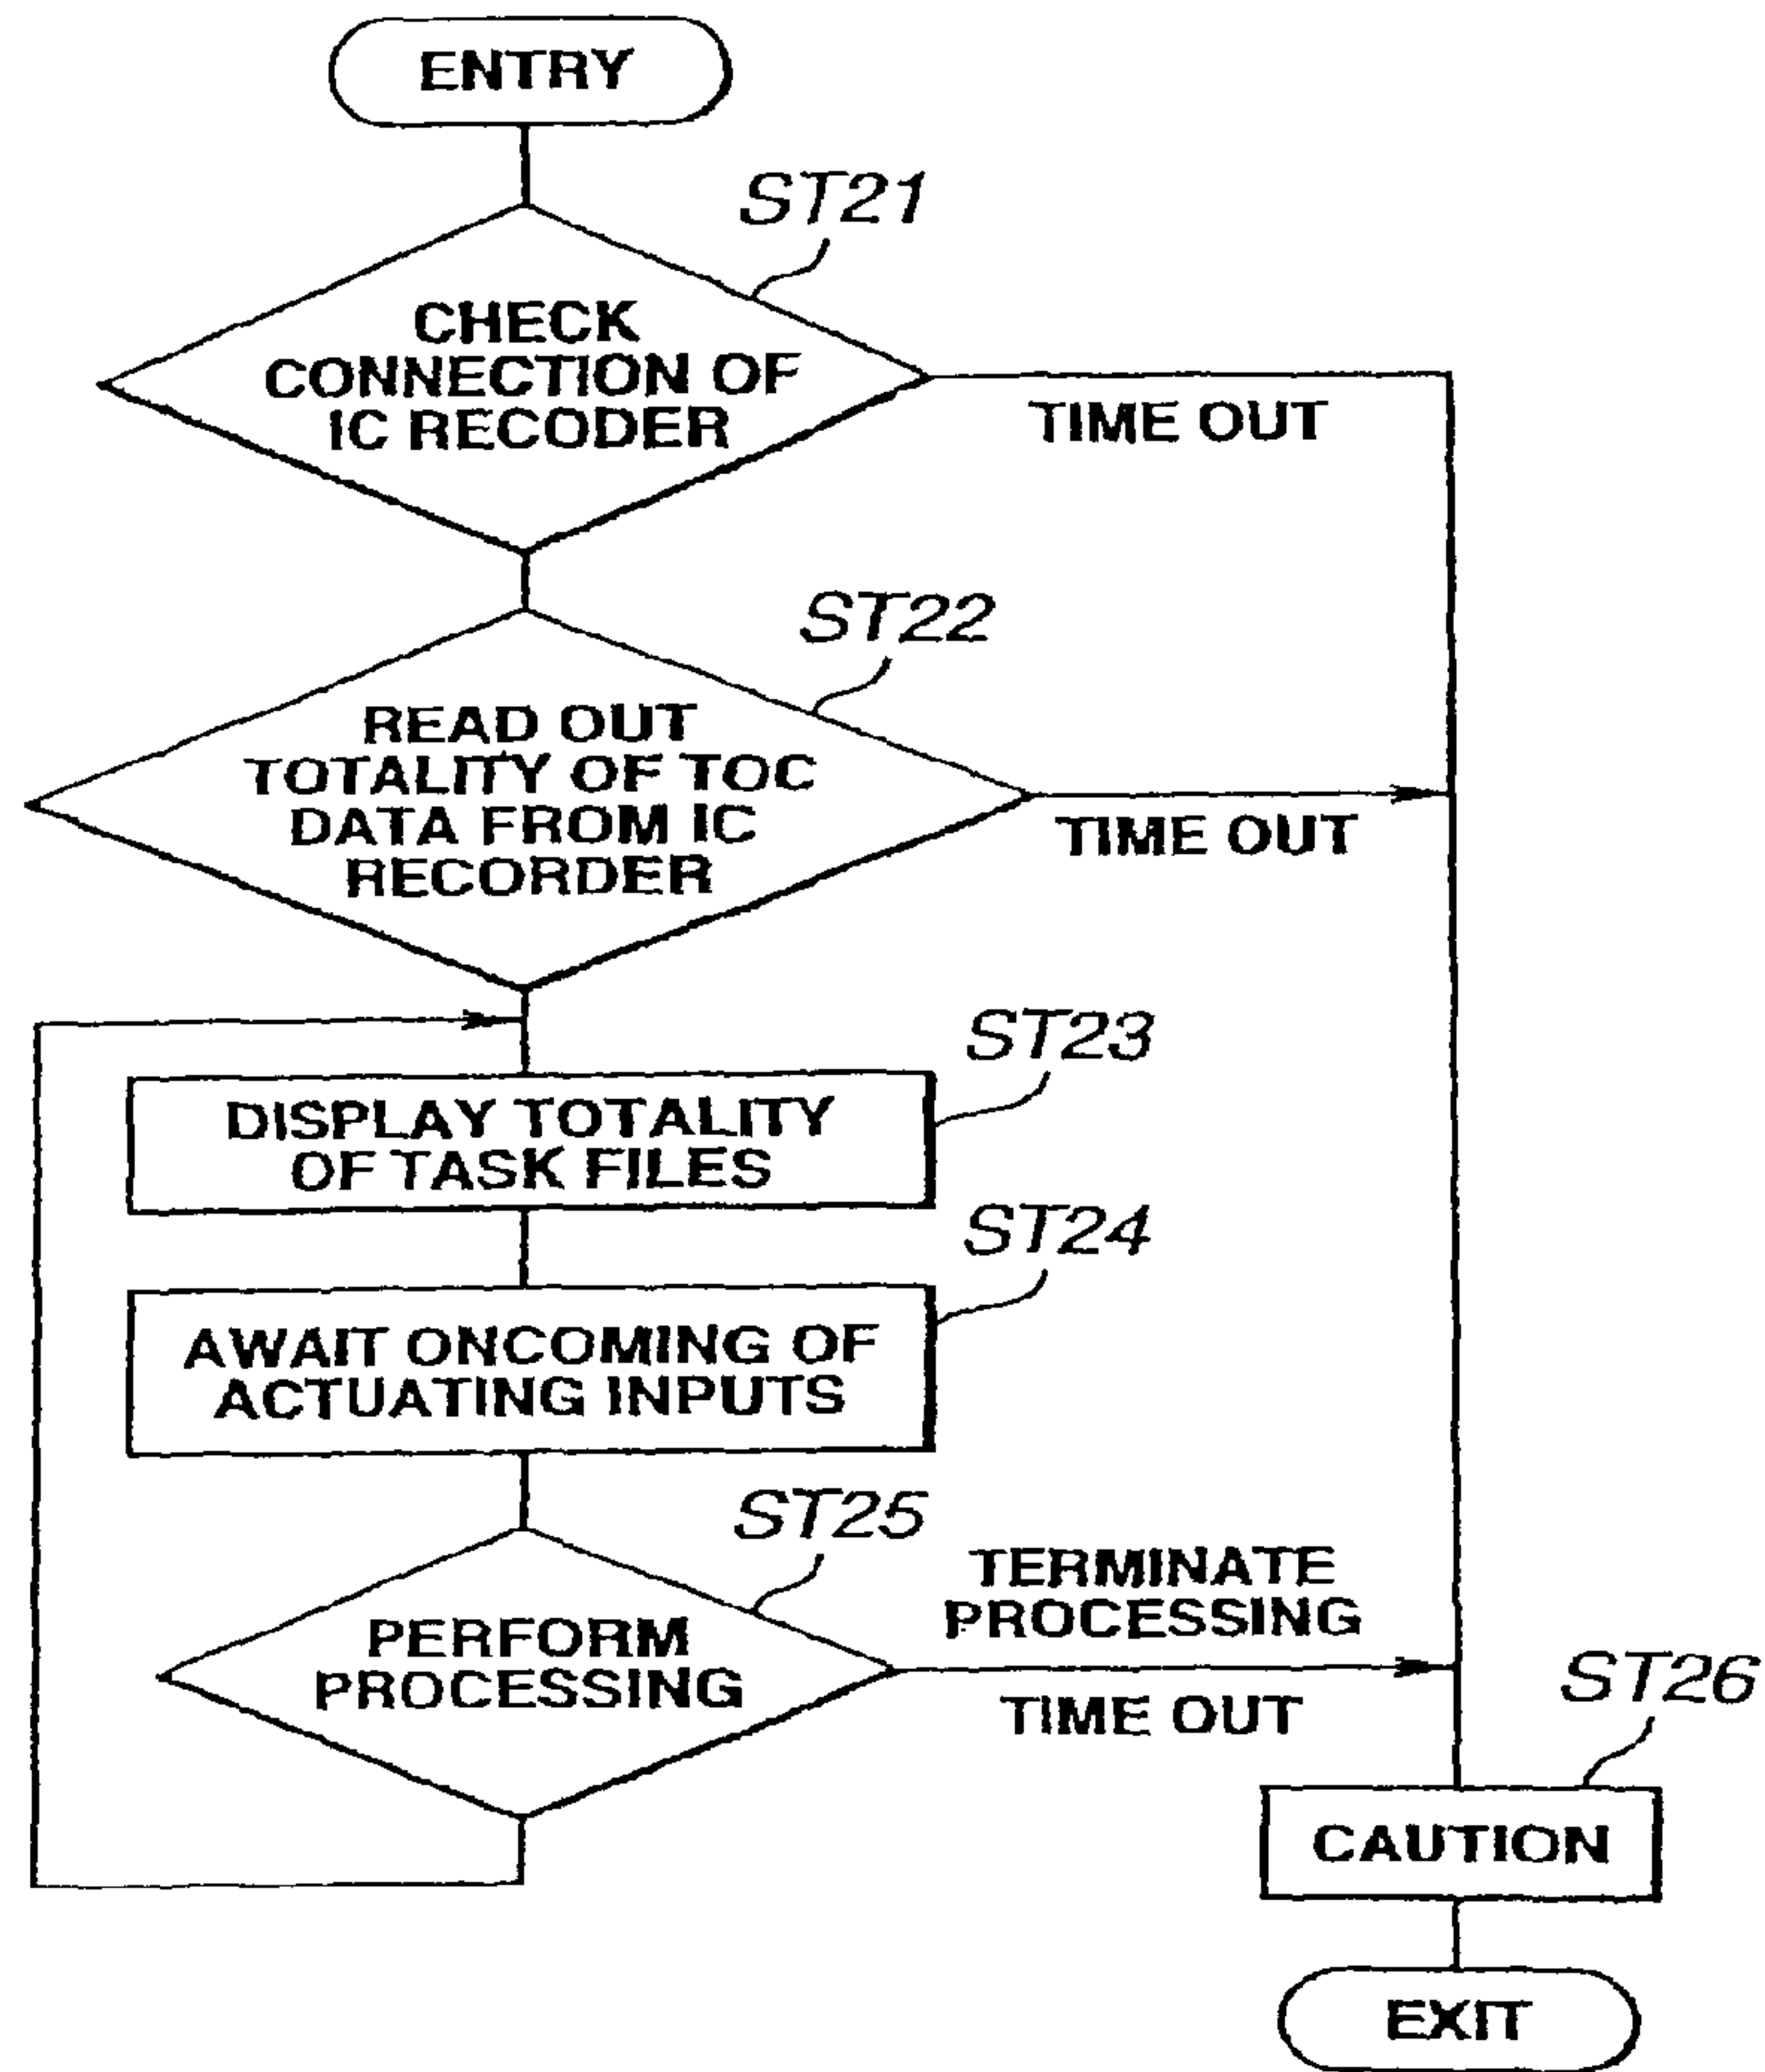 ENTRY
ST21
CHECK
CONNECTION OF
IC RECODER
TIME OUT
ST22
READ OUT
TOTALITY OF TOC
DATA FROM IC
RECORDER
TIME OUT
ST23
DISPLAY TOTALITY
OF TASK FILES
ST24
AWAIT ONCOMING OF
ACTUATING INPUTS
ST25
PERFORM
PROCESSING
TERMINATE
PROCESSING
TIME OUT
ST26
CAUTION
EXIT